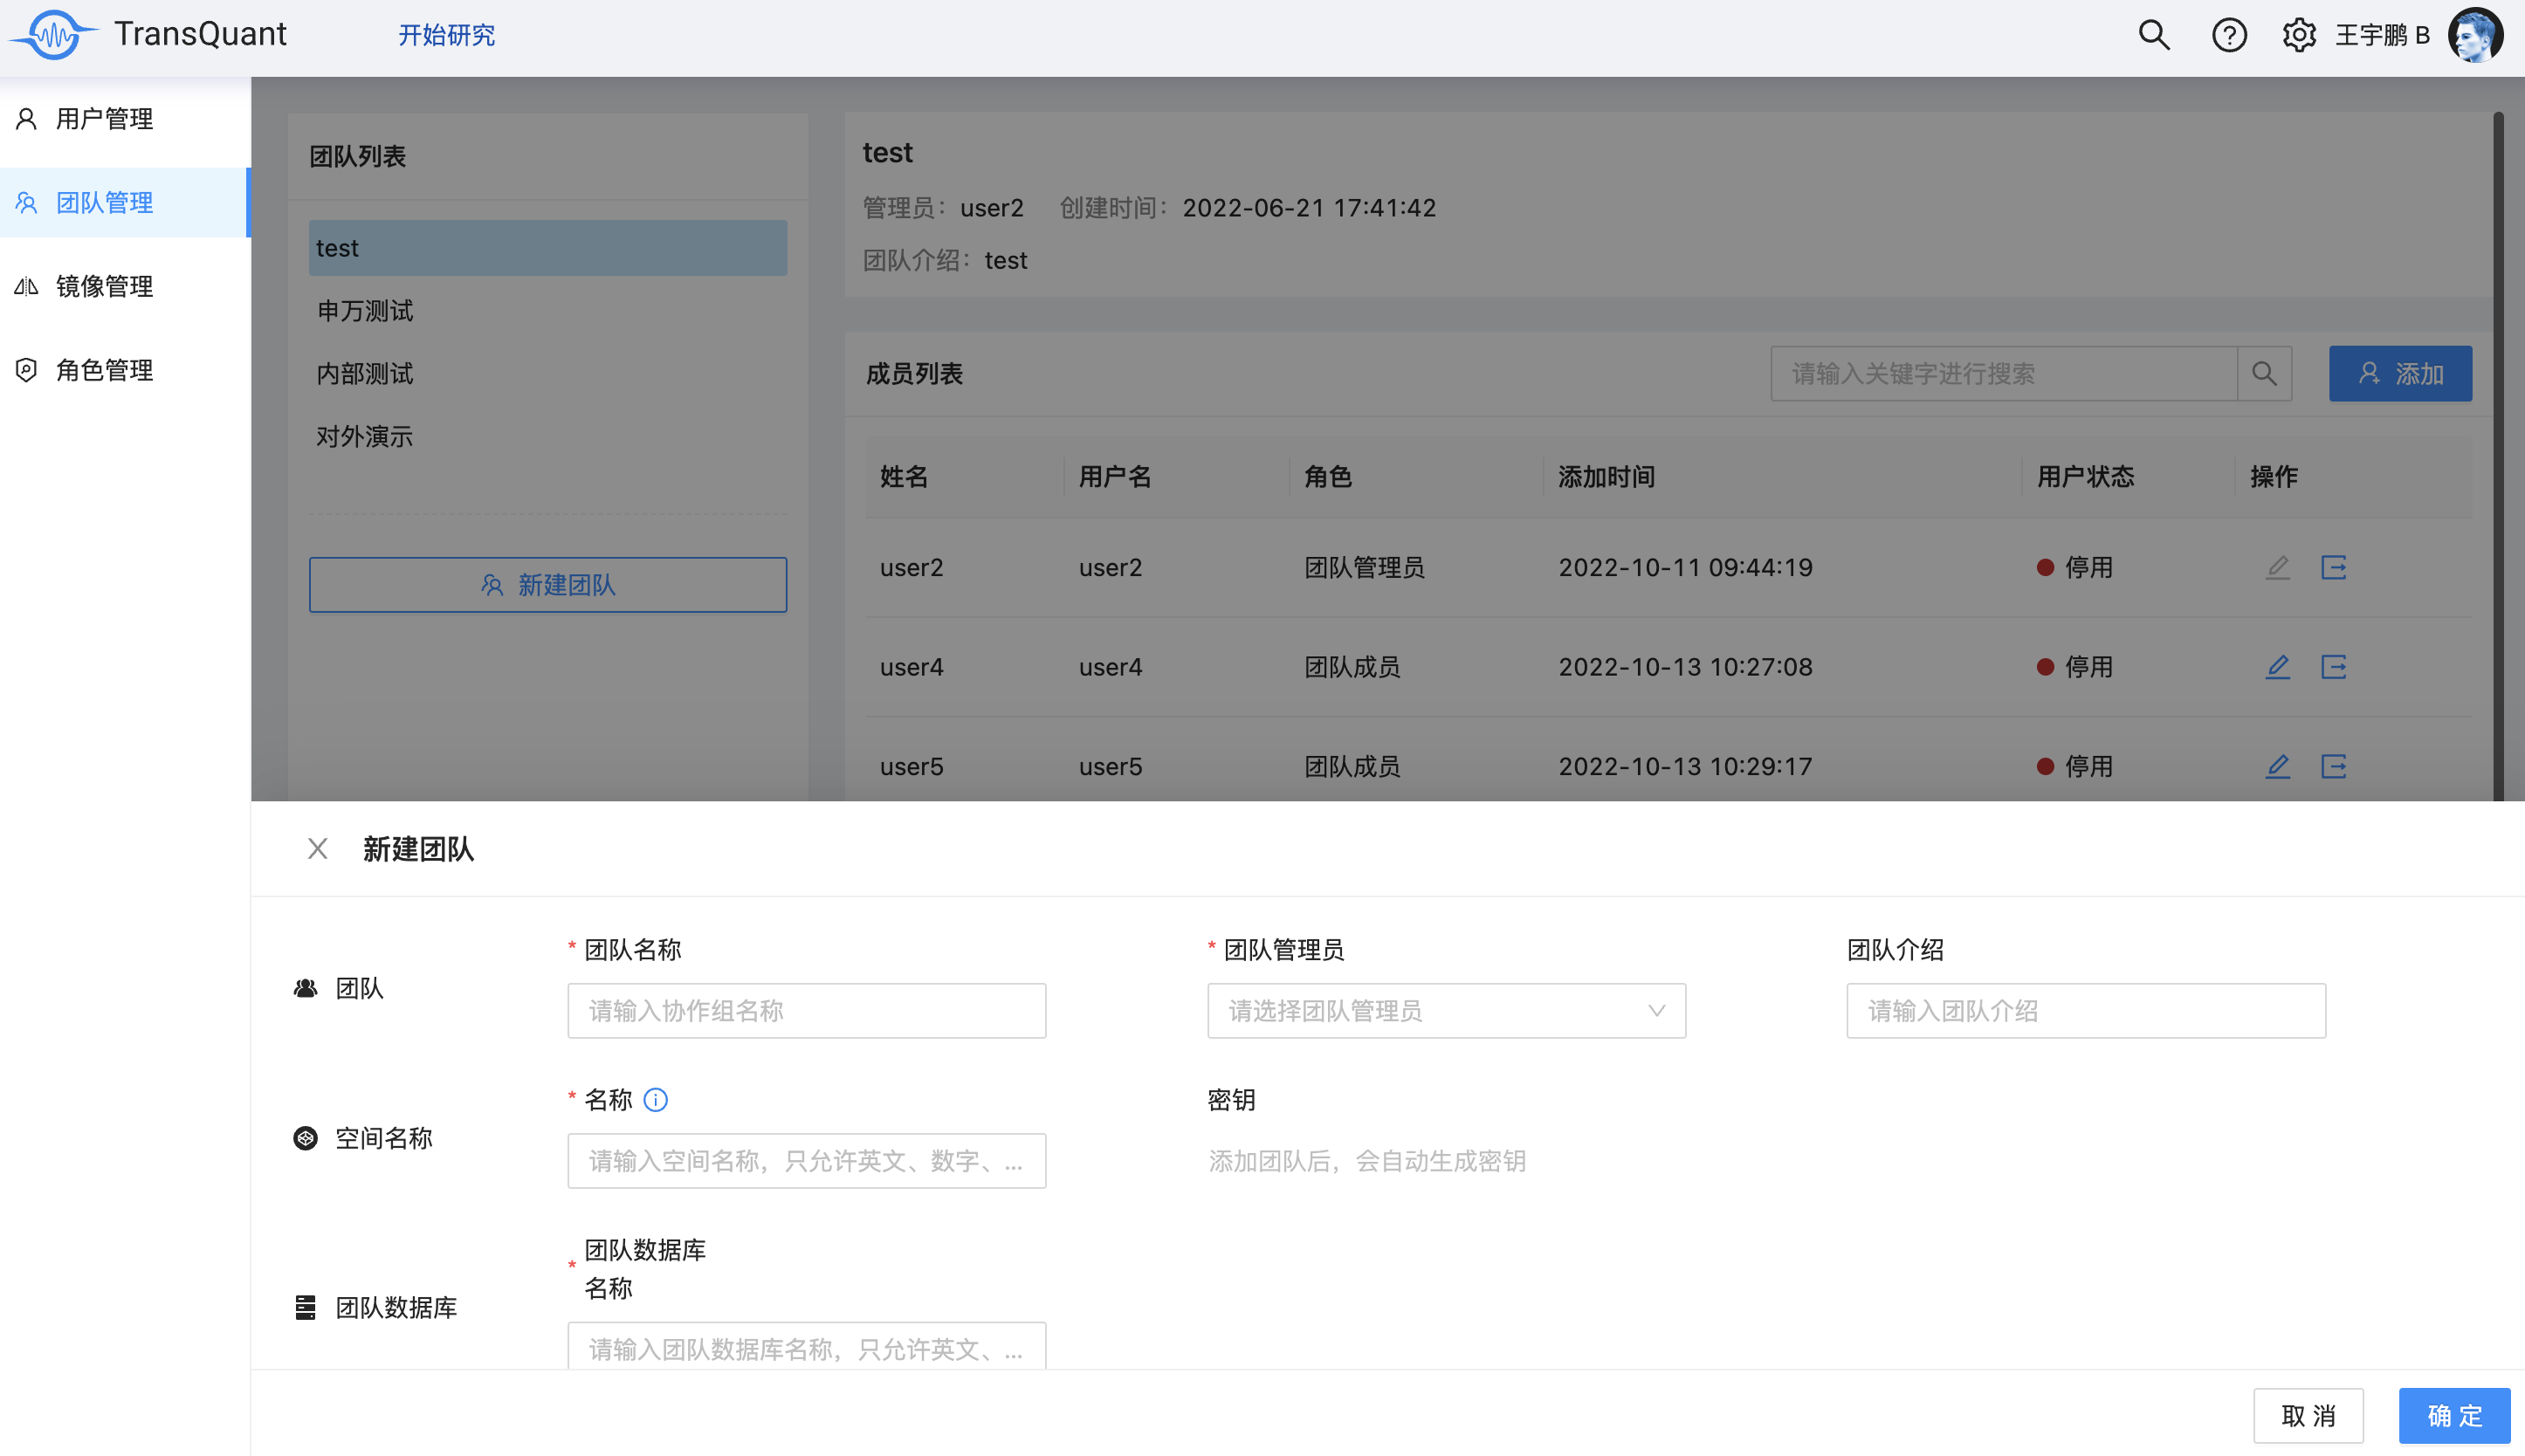 TransQuant
开始研究
王宇鹏 B
用户管理
团队管理
镜像管理
角色管理
团队列表
test
申万测试
内部测试
对外演示
新建团队
test
管理员： user2 创建时间： 2022-06-21 17:41:42
团队介绍： test
成员列表
请输入关键字进行搜索
添加
姓名 用户名 角色 添加时间 用户状态 操作
user2 user2 团队管理员 2022-10-11 09:44:19 停用
user4 user4 团队成员 2022-10-13 10:27:08 停用
user5 user5 团队成员 2022-10-13 10:29:17 停用
新建团队
团队
* 团队名称
请输入协作组名称
* 团队管理员
请选择团队管理员
团队介绍
请输入团队介绍
空间名称
* 名称
请输入空间名称，只允许英文、数字、...
密钥
添加团队后，会自动生成密钥
团队数据库
* 团队数据库
名称
请输入团队数据库名称，只允许英文、...
取 消
确 定